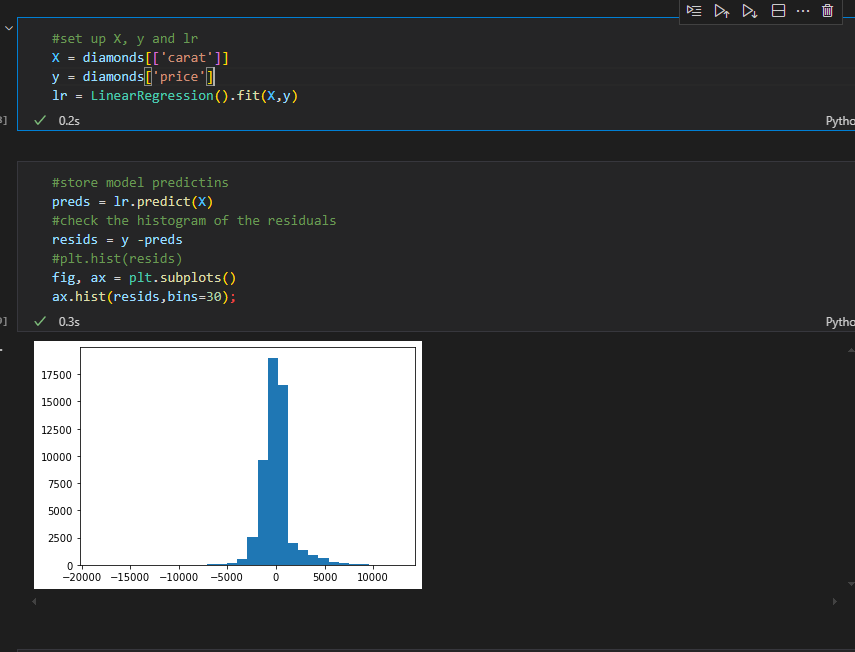 #set up X, y and lr
X = diamonds[['carat']]
y = diamonds['price']
lr = LinearRegression().fit(X,y)
0.2s
#store model predictins
preds = lr.predict(X)
#check the histogram of the residuals
resids = y -preds
#plt.hist(resids)
fig, ax = plt.subplots()
ax.hist(resids,bins=30);
0.3s
17500
15000
12500
10000
7500
5000
2500
0
−20000 −15000 −10000 −5000 0 5000 10000